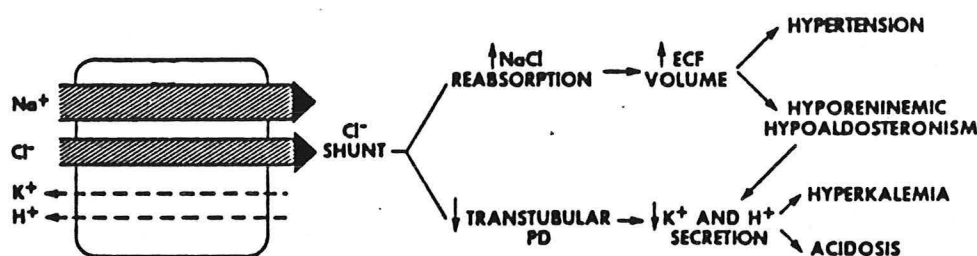 Na⁺
Cl⁻
K⁺
H⁺
Cl⁻
SHUNT
↑NaCl
REABSORPTION
↑ ECF
VOLUME
HYPERTENSION
HYPORENINEMIC
HYPOALDOSTERONISM
↓ TRANSTUBULAR
PD
↓K⁺ AND H⁺
SECRETION
HYPERKALEMIA
ACIDOSIS